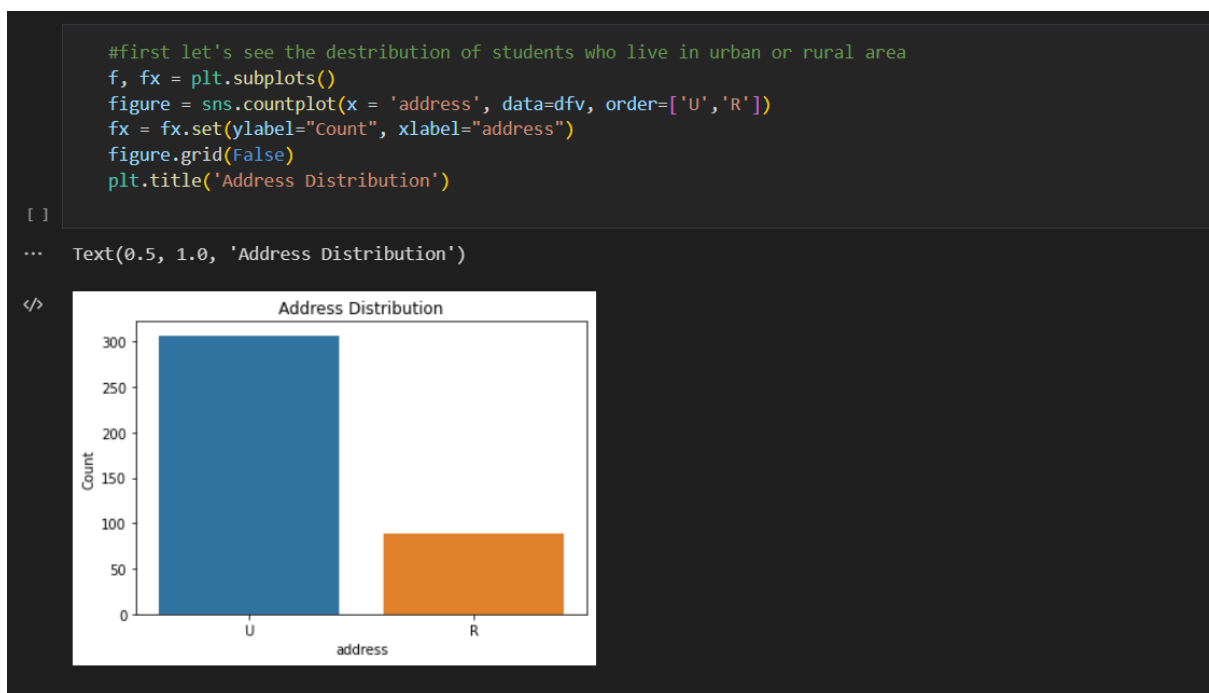 #first let's see the destribution of students who live in urban or rural area
f, fx = plt.subplots()
figure = sns.countplot(x = 'address', data=dfv, order=['U','R'])
fx = fx.set(ylabel="Count", xlabel="address")
figure.grid(False)
plt.title('Address Distribution')
[ ]
... Text(0.5, 1.0, 'Address Distribution')
</>
Address Distribution
300
250
200
150
100
50
0
Count
U R
address